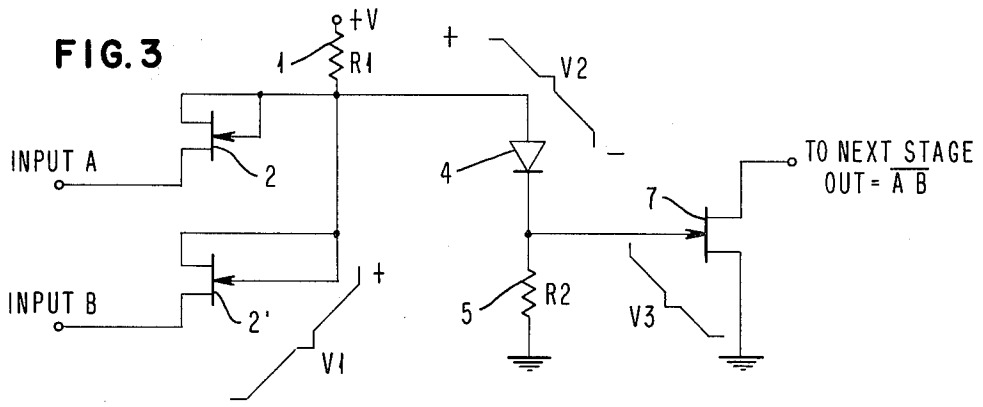 FIG. 3
+V
1
R1
+
V2
−
INPUT A
2
4
TO NEXT STAGE
OUT = A̅ ̅B̅
7
INPUT B
2'
+
V1
5
R2
V3